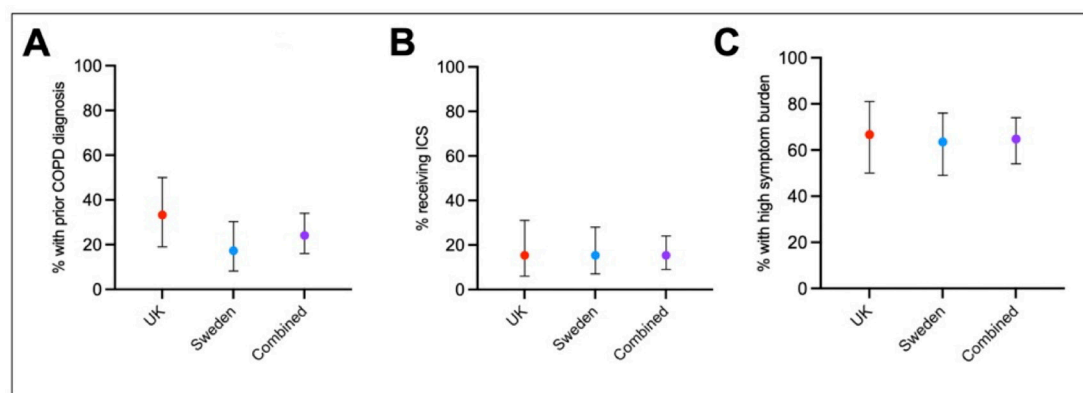 A
% with prior COPD diagnosis
100
80
60
40
20
0
UK
Sweden
Combined
B
% receiving ICS
100
80
60
40
20
0
UK
Sweden
Combined
C
% with high symptom burden
100
80
60
40
20
0
UK
Sweden
Combined